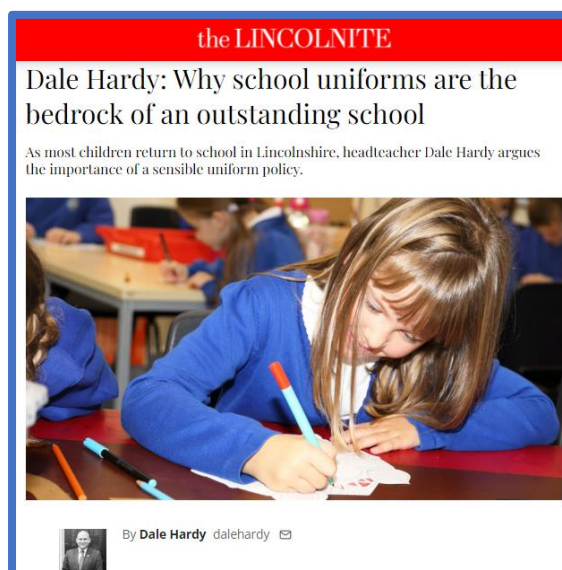 the LINCOLNITE
Dale Hardy: Why school uniforms are the
bedrock of an outstanding school
As most children return to school in Lincolnshire, headteacher Dale Hardy argues
the importance of a sensible uniform policy.
By Dale Hardy dalehardy